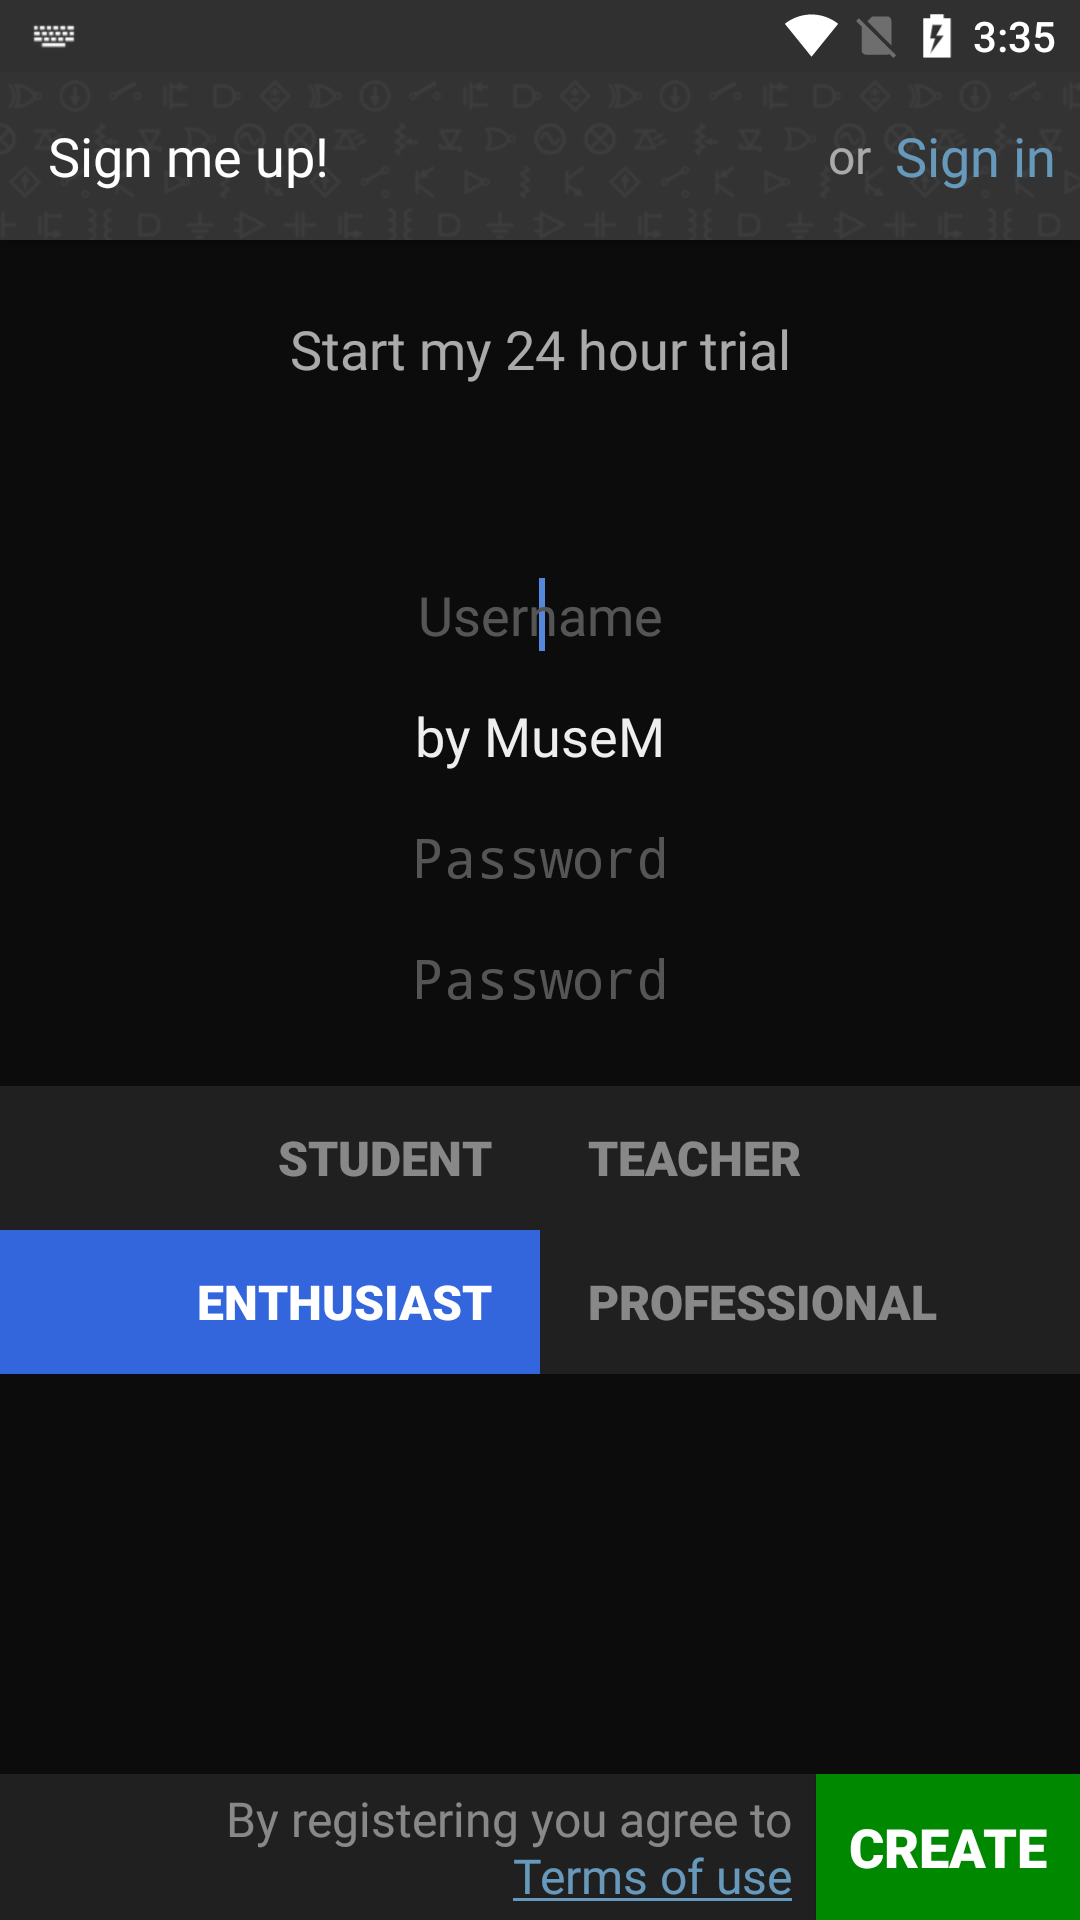 3:35
Sign me up! or Sign in
Start my 24 hour trial
Username
by MuseM
Password
Password
STUDENT TEACHER
ENTHUSIAST PROFESSIONAL
By registering you agree to
Terms of use
CREATE